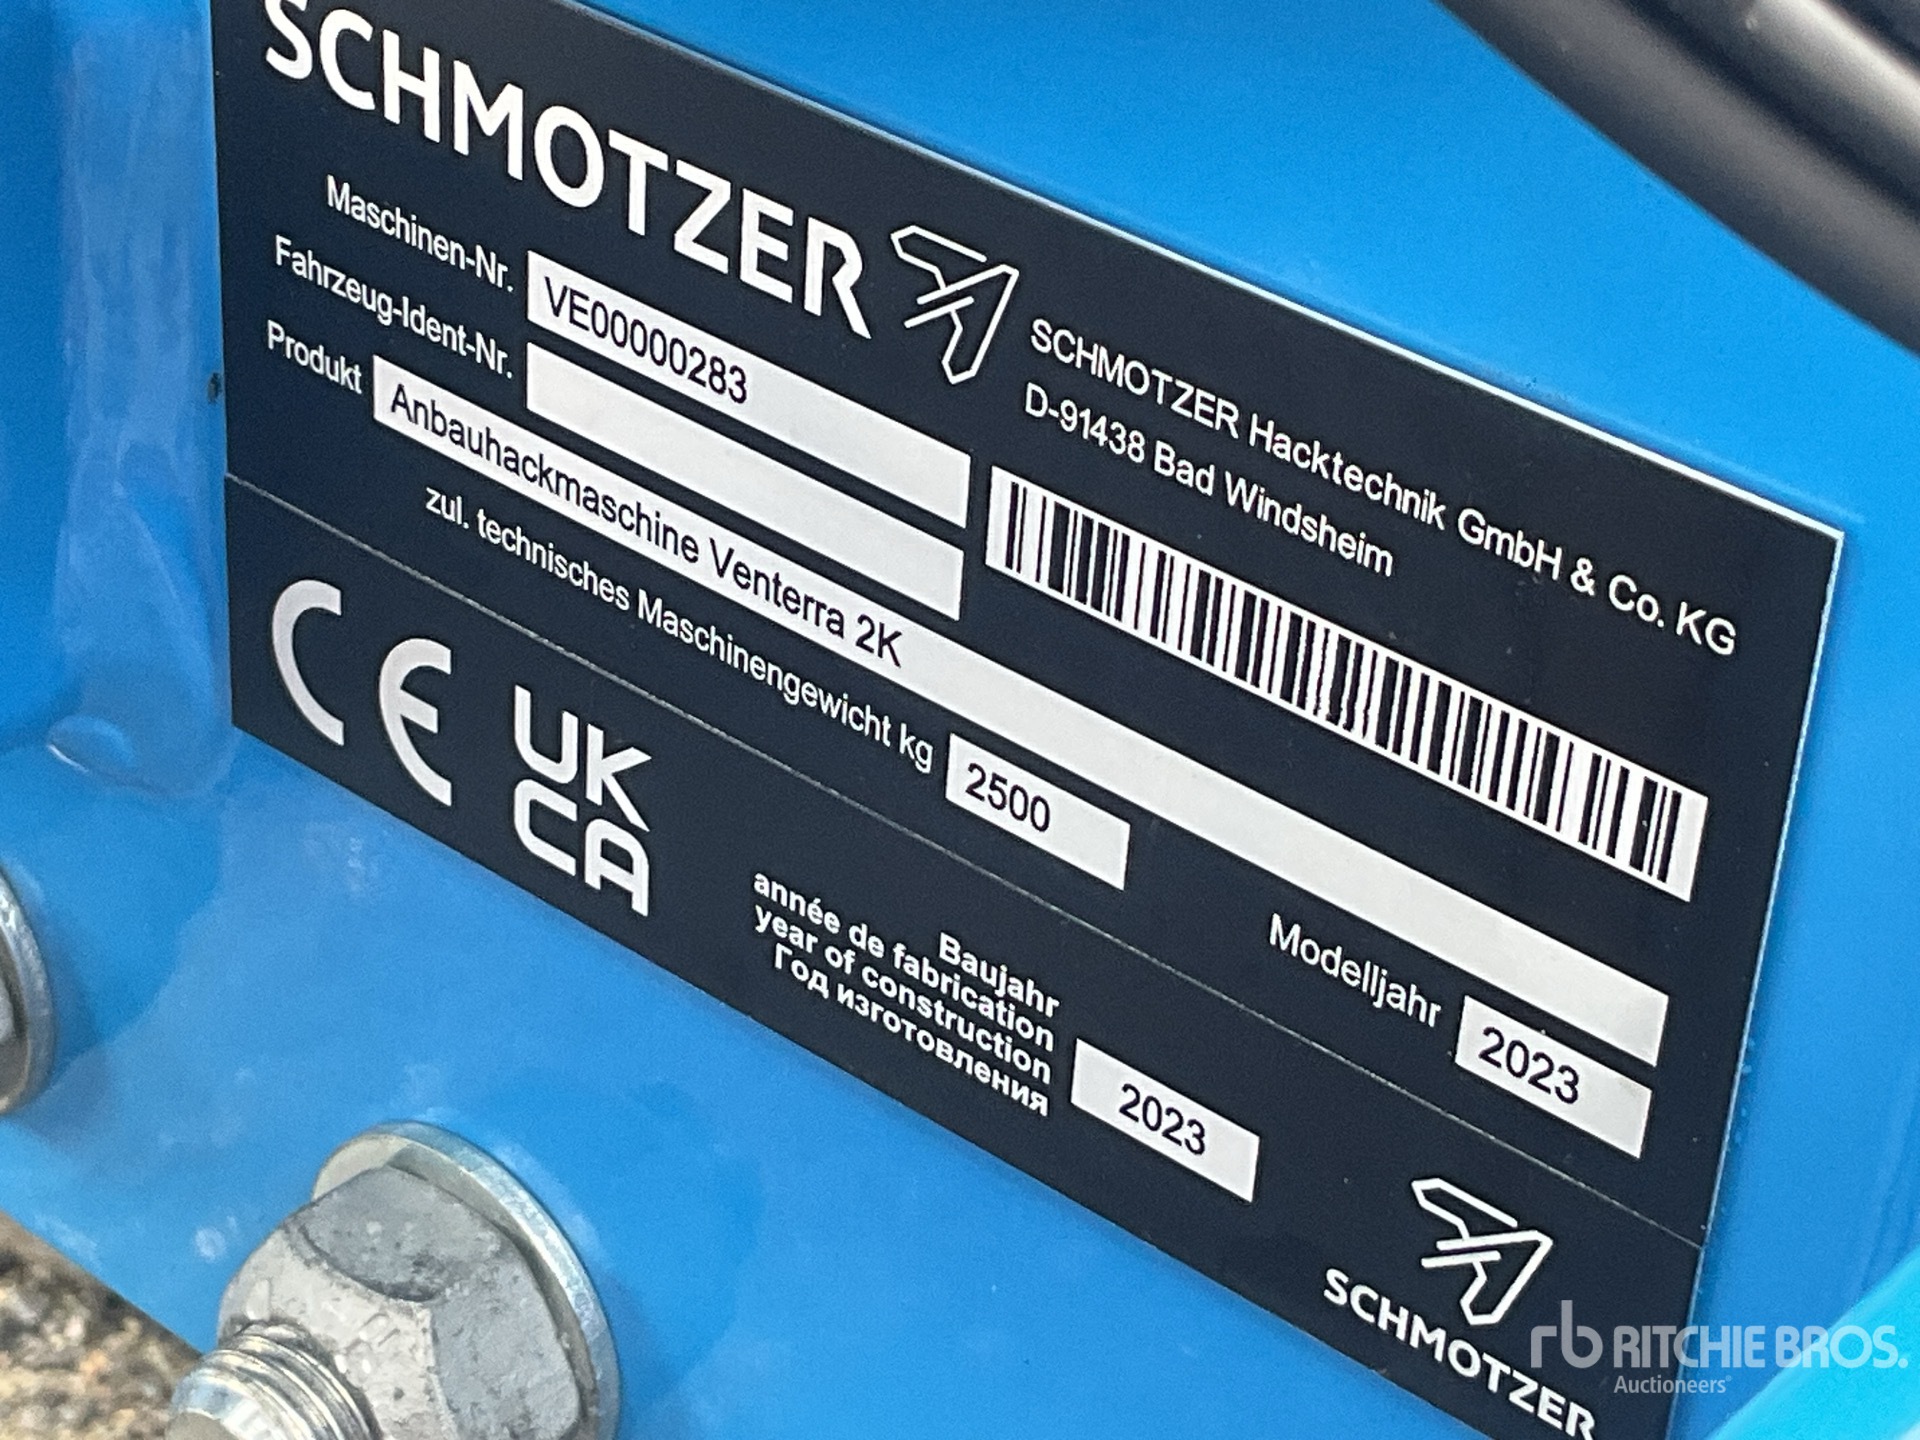 SCHMOTZER
SCHMOTZER Hacktechnik GmbH & Co. KG
D-91438 Bad Windsheim
Maschinen-Nr. VE00000283
Fahrzeug-Ident-Nr.
Produkt Anbauhackmaschine Venterra 2K
zul. technisches Maschinengewicht kg 2500
Modelljahr 2023
CE
UK
CA
Baujahr
année de fabrication
year of construction
Год изготовления
2023
SCHMOTZER
rb RITCHIE BROS.
Auctioneers